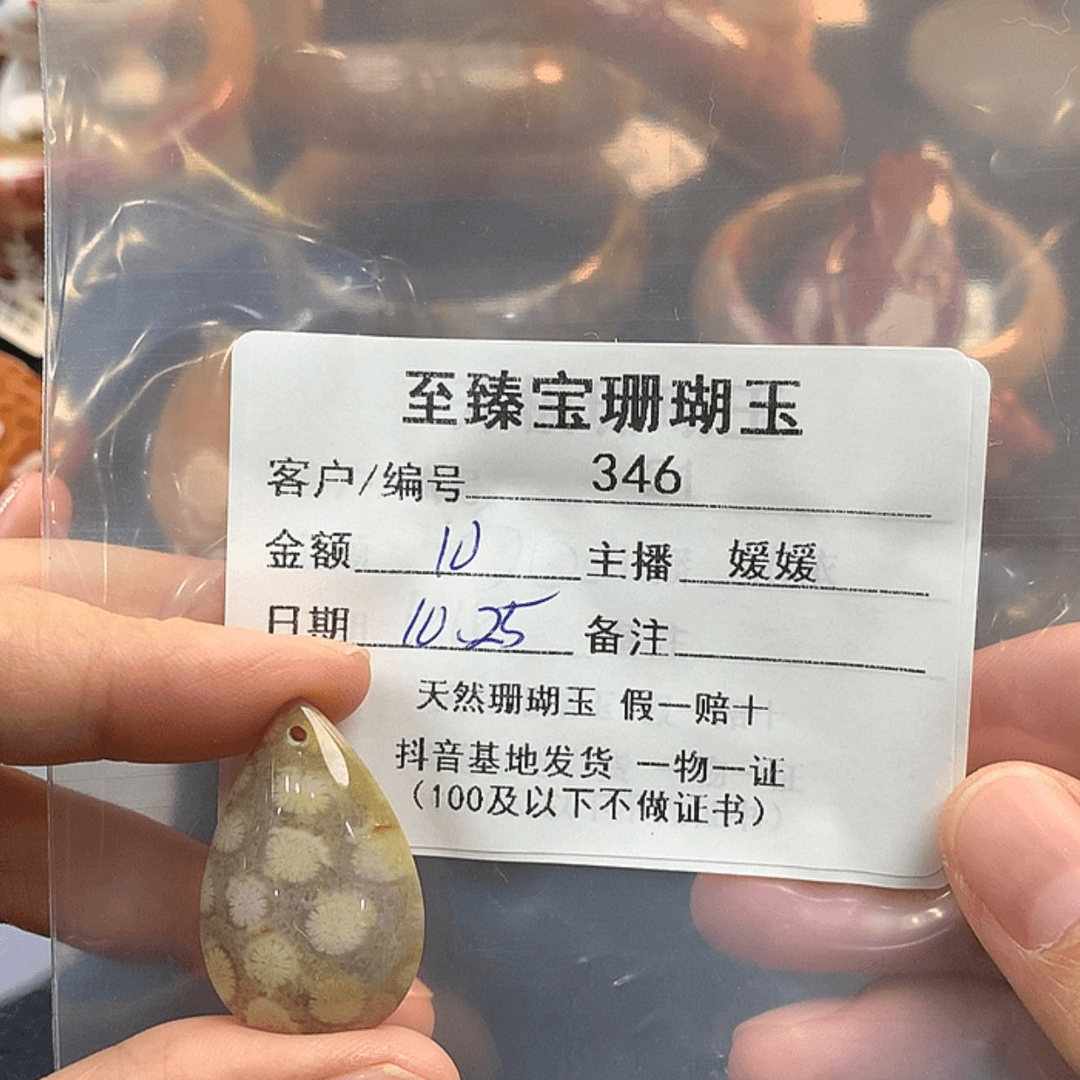 至臻宝珊瑚玉
客户/编号 346
金额 10 主播 媛媛
日期 10.25 备注
天然珊瑚玉 假一赔十
抖音基地发货 一物一证
(100及以下不做证书)